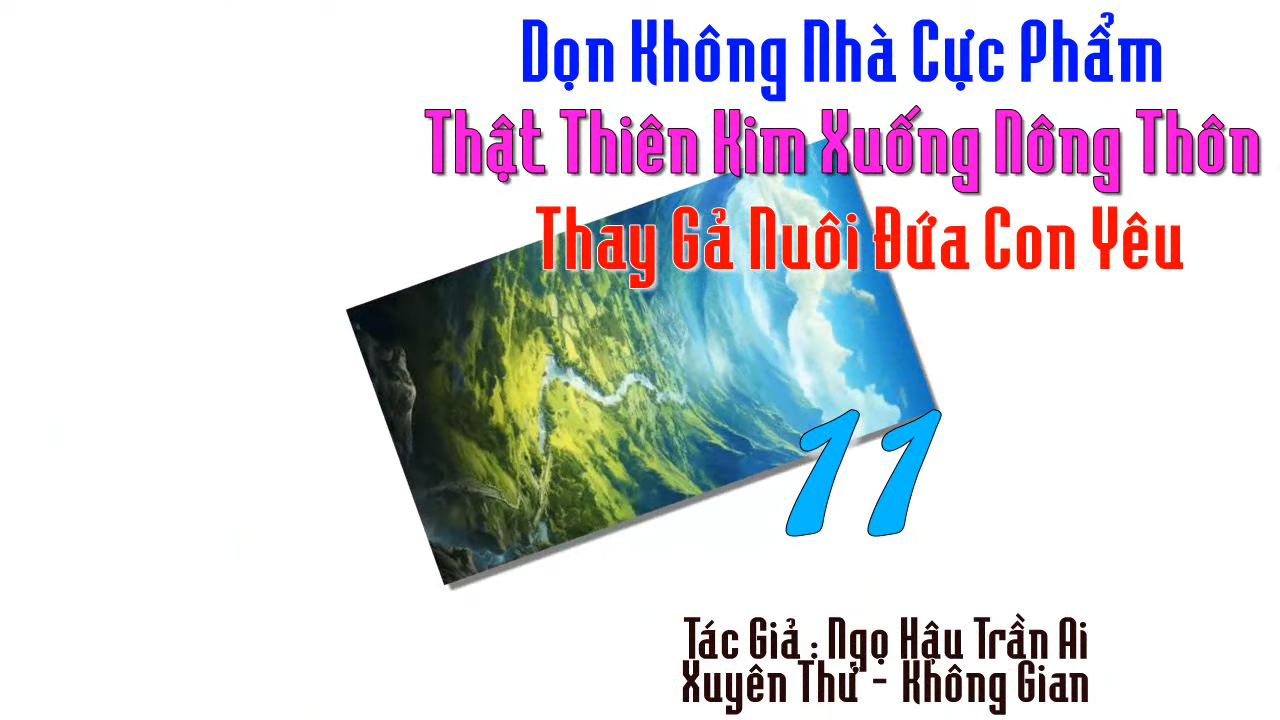 Dọn Không Nhà Cực Phẩm
Thật Thiên Kim Xuống Nông Thôn
Thay Gả Nuôi Đứa Con Yêu
11
Tác Giả : Ngọ Hậu Trần Ai
Xuyên Thư - Không Gian